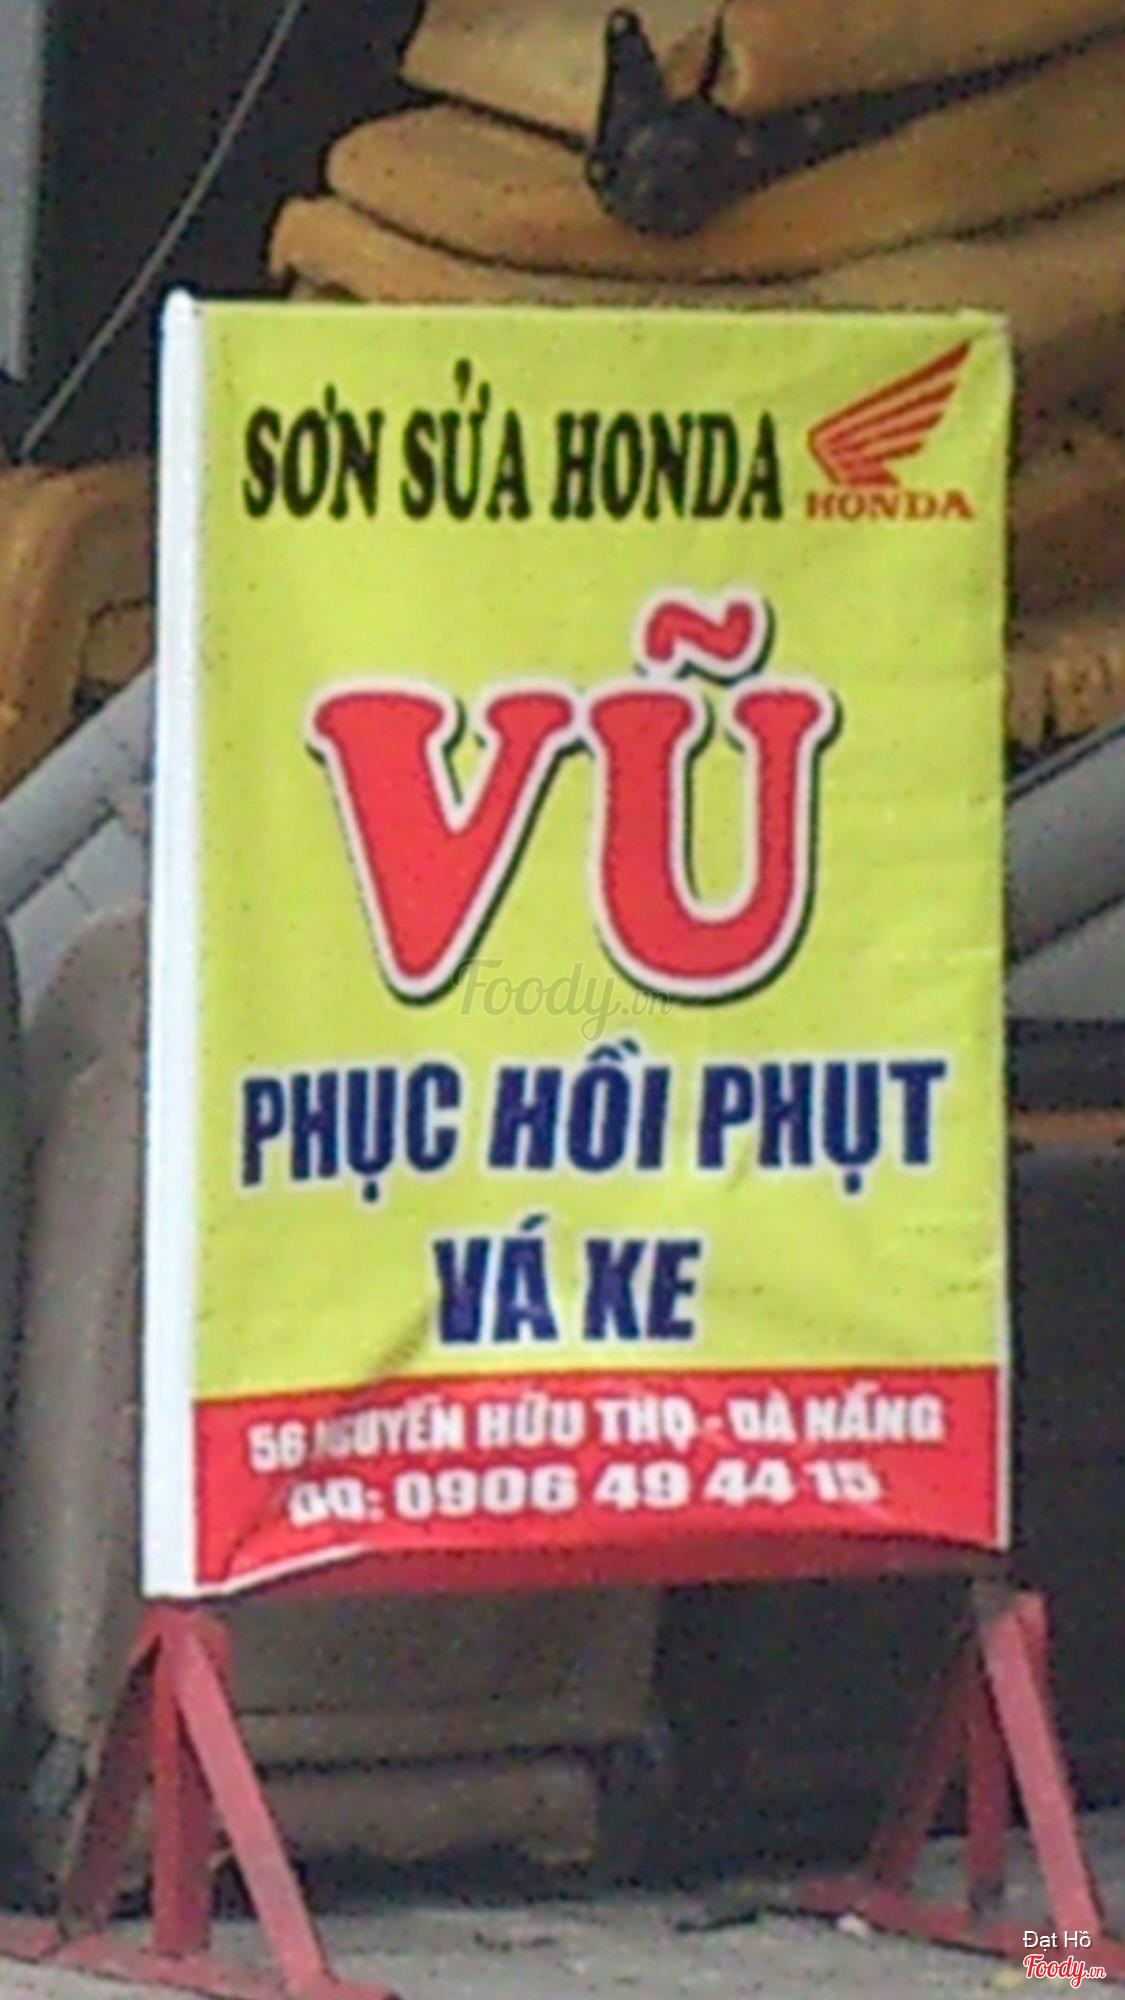 SƠN SỬA HONDA
HONDA
VŨ
Foody.vn
PHỤC HỒI PHỤT
VÁ XE
56 NGUYỄN HỮU THỌ - ĐÀ NẴNG
ĐĐ: 0906 49 44 15
Đạt Hồ
Foody.vn